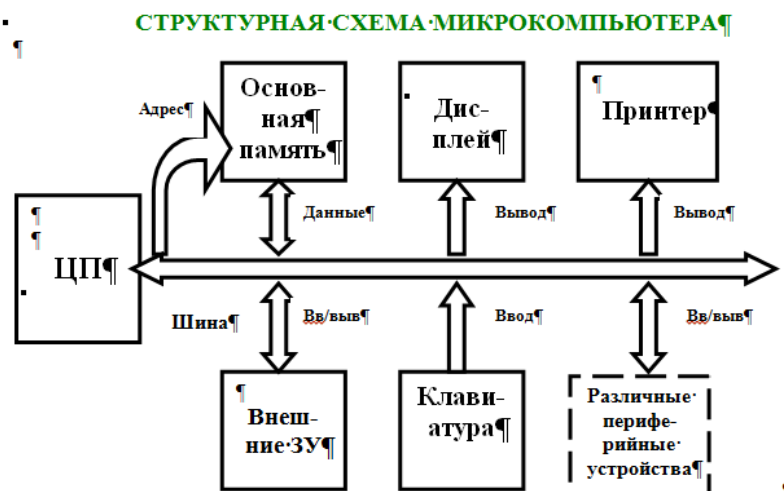 СТРУКТУРНАЯ·СХЕМА·МИКРОКОМПЬЮТЕРА¶
¶
Адрес¶
Основ-
ная¶
память¶
Дис-
плей¶
¶
Принтер¶
¶
¶
ЦП¶
Данные¶
Вывод¶
Вывод¶
Шина¶
Вв/выв¶
Ввод¶
Вв/выв¶
¶
Внеш-
ние·ЗУ¶
Клави-
атура¶
Различные·
перифе-
рийные·
устройства¶